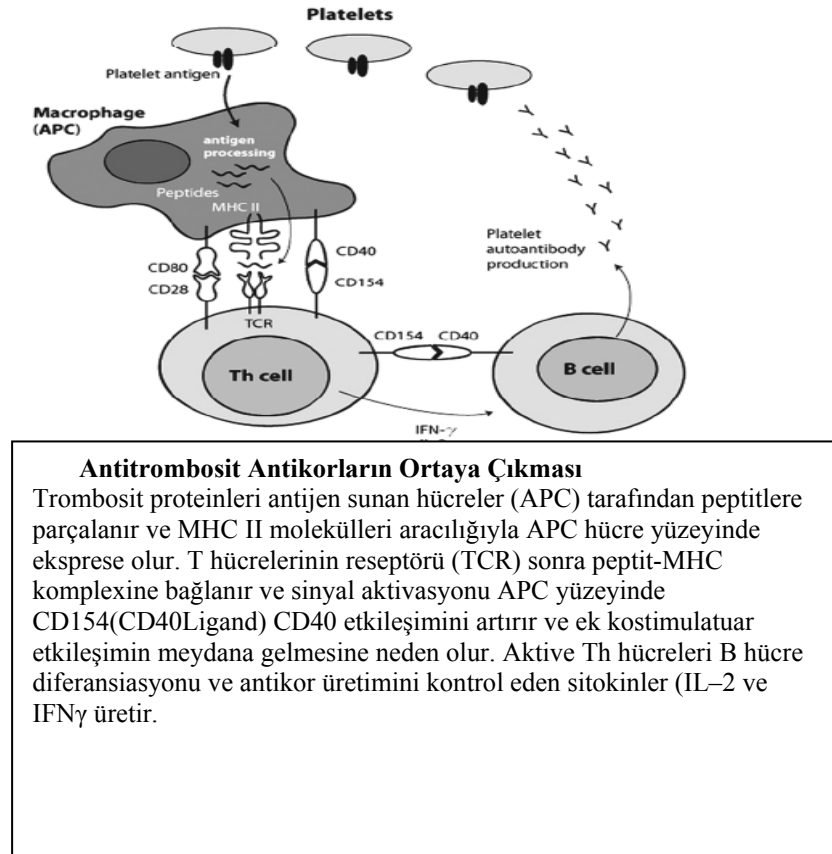 Platelets
Platelet antigen
Macrophage
(APC)
antigen
processing
Peptides
MHC II
CD80
CD28
TCR
CD40
CD154
Platelet
autoantibody
production
CD154 CD40
Th cell
B cell
IFN-γ
Antitrombosit Antikorların Ortaya Çıkması
Trombosit proteinleri antijen sunan hücreler (APC) tarafından peptitlere
parçalanır ve MHC II molekülleri aracılığıyla APC hücre yüzeyinde
eksprese olur. T hücrelerinin reseptörü (TCR) sonra peptit-MHC
komplexine bağlanır ve sinyal aktivasyonu APC yüzeyinde
CD154(CD40Ligand) CD40 etkileşimini artırır ve ek kostimulatuar
etkileşimin meydana gelmesine neden olur. Aktive Th hücreleri B hücre
diferansiasyonu ve antikor üretimini kontrol eden sitokinler (IL–2 ve
IFNγ üretir.